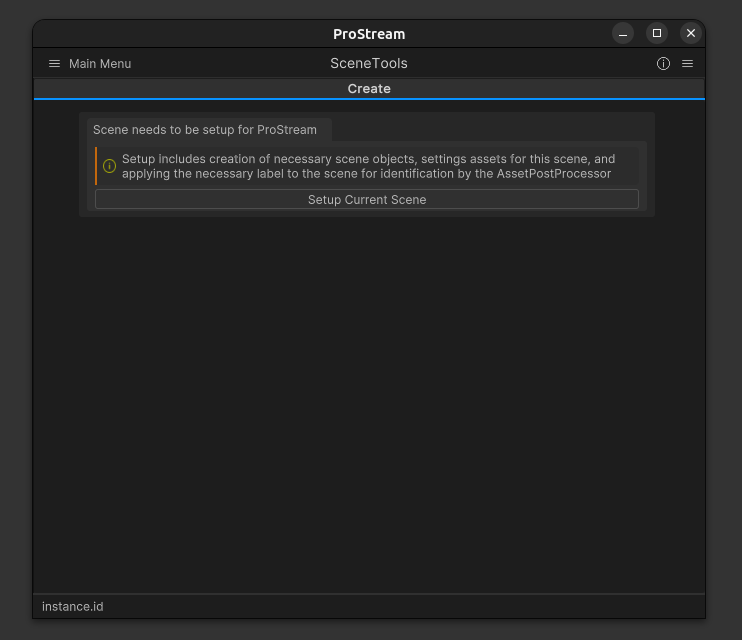 ProStream
Main Menu
SceneTools
Create
Scene needs to be setup for ProStream
Setup includes creation of necessary scene objects, settings assets for this scene, and
applying the necessary label to the scene for identification by the AssetPostProcessor
Setup Current Scene
instance.id